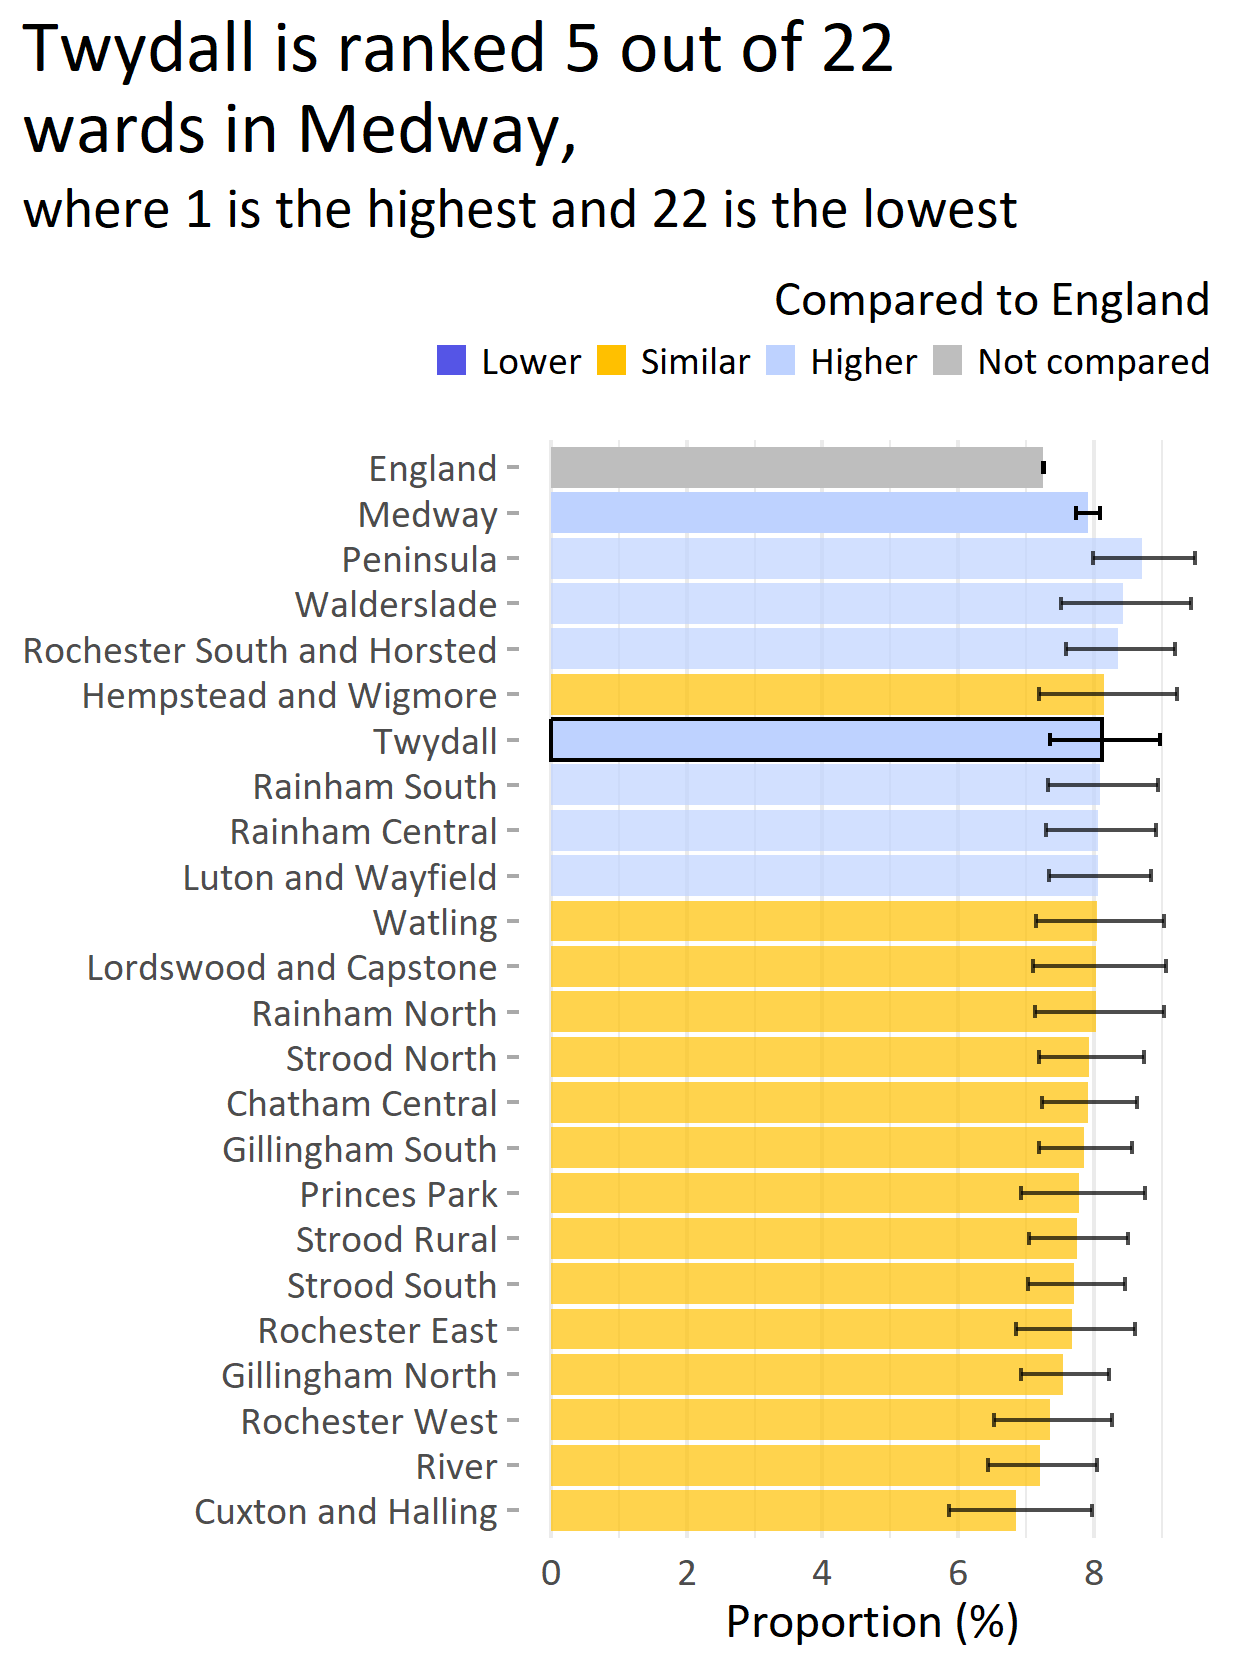 Twydall is ranked 5 out of 22
wards in Medway,
where 1 is the highest and 22 is the lowest
Compared to England
Lower Similar Higher Not compared
England
Medway
Peninsula
Walderslade
Rochester South and Horsted
Hempstead and Wigmore
Twydall
Rainham South
Rainham Central
Luton and Wayfield
Watling
Lordswood and Capstone
Rainham North
Strood North
Chatham Central
Gillingham South
Princes Park
Strood Rural
Strood South
Rochester East
Gillingham North
Rochester West
River
Cuxton and Halling
0 2 4 6 8
Proportion (%)